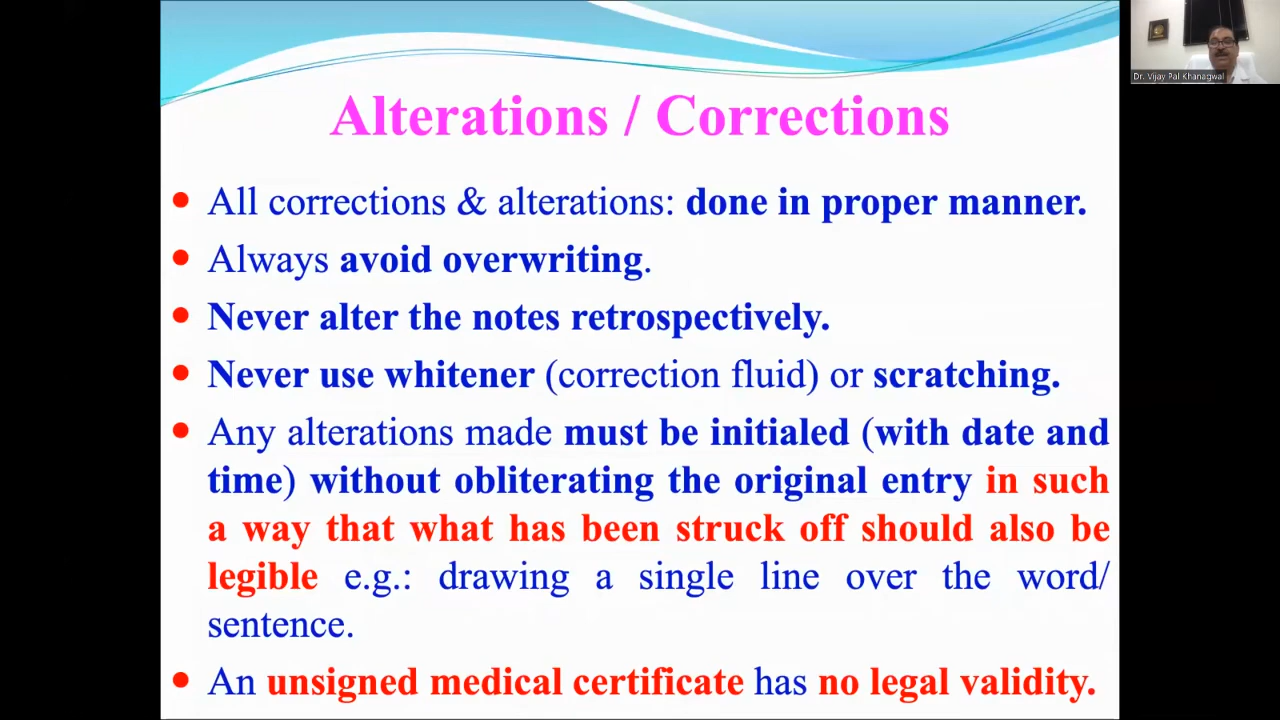 Dr. Vijay Pal Khanagwal
Alterations / Corrections
• All corrections & alterations: done in proper manner.
• Always avoid overwriting.
• Never alter the notes retrospectively.
• Never use whitener (correction fluid) or scratching.
• Any alterations made must be initialed (with date and
time) without obliterating the original entry in such
a way that what has been struck off should also be
legible e.g.: drawing a single line over the word/
sentence.
• An unsigned medical certificate has no legal validity.